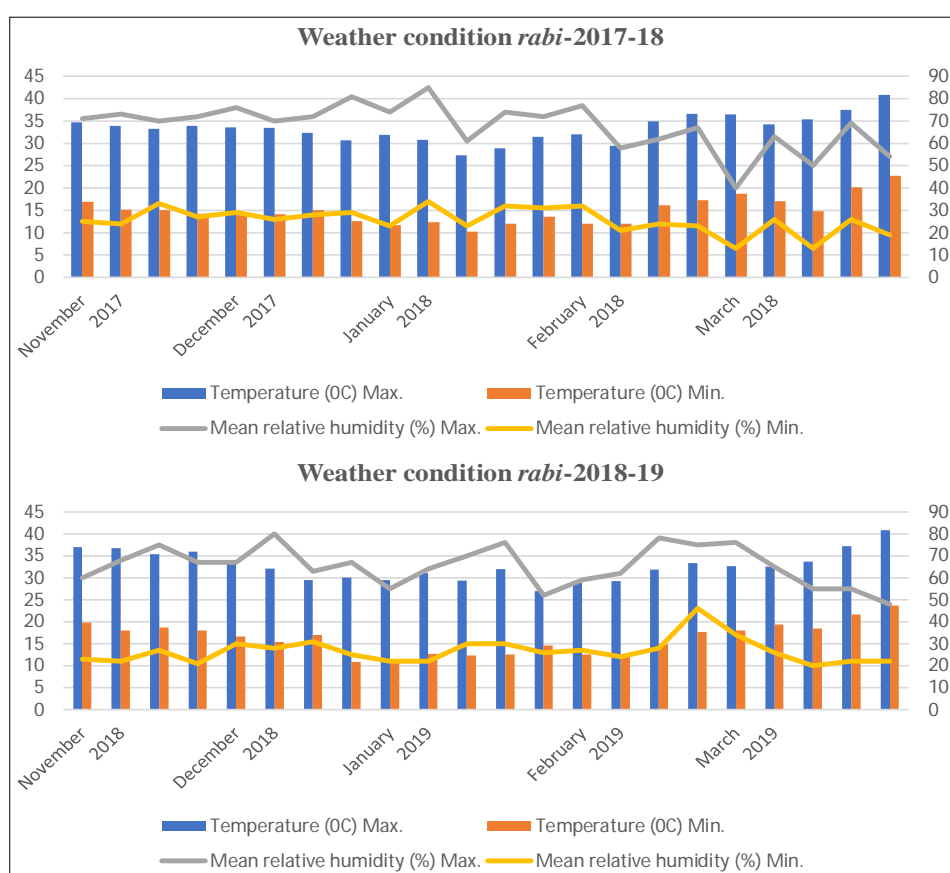 Weather condition rabi-2017-18
45 90
40 80
35 70
30 60
25 50
20 40
15 30
10 20
5 10
0 0
November 2017 December 2017 January 2018 February 2018 March 2018
Temperature (0C) Max. Temperature (0C) Min.
Mean relative humidity (%) Max. Mean relative humidity (%) Min.
Weather condition rabi-2018-19
45 90
40 80
35 70
30 60
25 50
20 40
15 30
10 20
5 10
0 0
November 2018 December 2018 January 2019 February 2019 March 2019
Temperature (0C) Max. Temperature (0C) Min.
Mean relative humidity (%) Max. Mean relative humidity (%) Min.